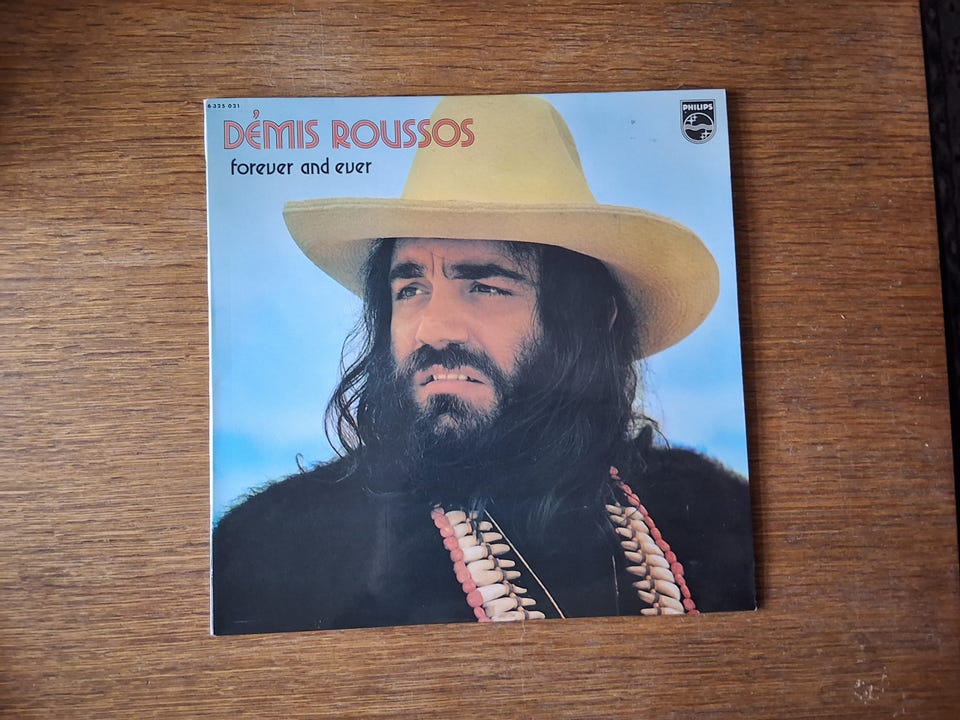 6325 021
DÉMIS ROUSSOS
forever and ever
PHILIPS